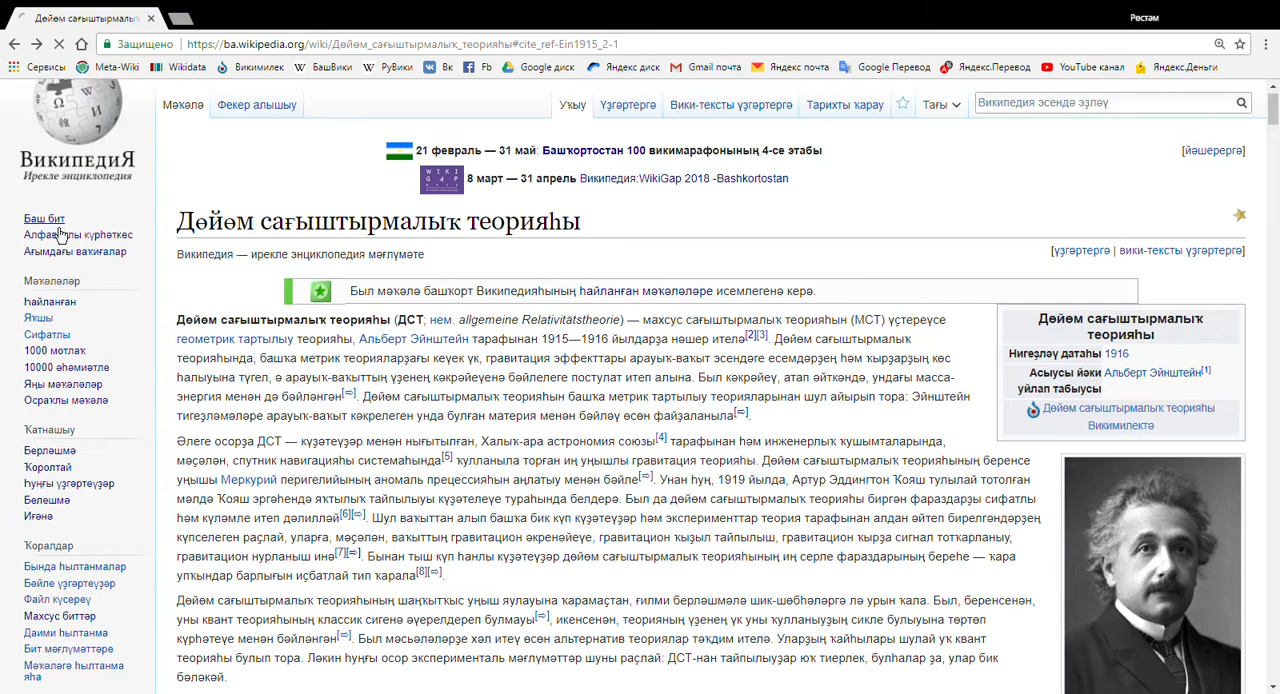 Дөйөм сағыштырмалыҡ
Рөстәм
Защищено https://ba.wikipedia.org/wiki/Дөйөм_сағыштырмалыҡ_теорияһы#cite_ref-Ein1915_2-1
Сервисы Meta-Wiki Wikidata Викимилек БашВики РуВики Вк Fb Google диск Яндекс диск Gmail почта Яндекс почта Google Перевод Яндекс.Перевод YouTube канал Яндекс.Деньги
Мәҡәлә Фекер алышыу Уҡыу Үҙгәртергә Вики-тексты үҙгәртергә Тарихты ҡарау Тағы Википедия эсендә эҙләү
ВикипедиЯ
Ирекле энциклопедия
21 февраль — 31 май: Башҡортостан 100 викимарафонының 4-се этабы [йәшерергә]
WIKI GAP
8 март — 31 апрель Википедия:WikiGap 2018 -Bashkortostan
Баш бит
Ағымдағы ваҡиғалар
Мәҡәләләр
Һайланған
Яҡшы
Сифатлы
1000 мотлаҡ
10000 әһәмиәтле
Яңы мәҡәләләр
Осраҡлы мәҡәлә
Ҡатнашыу
Берләшмә
Ҡоролтай
Һуңғы үҙгәртеүҙәр
Белешмә
Иғәнә
Ҡоралдар
Бында һылтанмалар
Бәйле үҙгәртеүҙәр
Файл күсереү
Махсус биттәр
Даими һылтанма
Бит мәғлүмәттәре
Мәҡәләгә һылтанма
яһа
Дөйөм сағыштырмалыҡ теорияһы
Википедия — ирекле энциклопедия мәғлүмәте [үҙгәртергә | вики-тексты үҙгәртергә]
Был мәҡәлә башҡорт Википедияһының һайланған мәҡәләләре исемлегенә керә.
Дөйөм сағыштырмалыҡ теорияһы (ДСТ; нем. allgemeine Relativitätstheorie) — махсус сағыштырмалыҡ теорияһын (МСТ) үҫтереүсе
геометрик тартылыу теорияһы, Альберт Эйнштейн тарафынан 1915—1916 йылдарҙа нәшер ителә[2][3]. Дөйөм сағыштырмалыҡ
теорияһында, башҡа метрик теорияларҙағы кеүек үк, гравитация эффекттары арауыҡ-ваҡыт эсендәге есемдәрҙең һәм ҡырҙарҙың көс
һалыуына түгел, ә арауыҡ-ваҡыттың үҙенең кәкрәйеүенә бәйлелеге постулат итеп алына. Был кәкрәйеү, атап әйткәндә, ундағы масса-
энергия менән дә бәйләнгән[⇨]. Дөйөм сағыштырмалыҡ теорияһын башҡа метрик тартылыу теорияларынан шул айырып тора: Эйнштейн
тигеҙләмәләре арауыҡ-ваҡыт кәкрелеген унда булған материя менән бәйләү өсөн файҙалана[⇨].
Әлеге осорҙа ДСТ — күҙәтеүҙәр менән нығытылған, Халыҡ-ара астрономия союзы[4] тарафынан һәм инженерлыҡ ҡушымталарында,
мәҫәлән, спутник навигацияһы системаһында[5] ҡулланыла торған иң уңышлы гравитация теорияһы. Дөйөм сағыштырмалыҡ теорияһының беренсе
уңышы Меркурий перигелийының аномаль прецессияһын аңлатыу менән бәйле[⇨]. Унан һуң, 1919 йылда, Артур Эддингтон Ҡояш тулылай тотолған
мәлдә Ҡояш эргәһендә яҡтылыҡ тайпылыуы күҙәтелеүе тураһында белдерә. Был да дөйөм сағыштырмалыҡ теорияһы биргән фараздарҙы сифатлы
һәм күләмле итеп дәлилләй[6][⇨]. Шул ваҡыттан алып башҡа бик күп күҙәтеүҙәр һәм эксперименттар теория тарафынан алдан әйтеп бирелгәндәрҙең
күпселеген раҫлай, уларға, мәҫәлән, ваҡыттың гравитацион әкренәйеүе, гравитацион ҡыҙыл тайпылыш, гравитацион ҡырҙа сигнал тотҡарланыу,
гравитацион нурланыш инә[7][⇨]. Бынан тыш күп һанлы күҙәтеүҙәр дөйөм сағыштырмалыҡ теорияһының иң серле фараздарының береһе — ҡара
упҡындар барлығын иҫбатлай тип ҡарала[8][⇨].
Дөйөм сағыштырмалыҡ теорияһының шаңҡытҡыс уңыш яулауына ҡарамаҫтан, ғилми берләшмәлә шик-шөбһәләргә лә урын ҡала. Был, беренсенән,
уны квант теорияһының классик сигенә әүерелдереп булмауы[⇨], икенсенән, теорияның үҙенең үк уны ҡулланыуҙың сикле булыуына төртөп
күрһәтеүе менән бәйләнгән[⇨]. Был мәсьәләләрҙе хәл итеү өсөн альтернатив теориялар тәҡдим ителә. Уларҙың ҡайһылары шулай уҡ квант
теорияһы булып тора. Ләкин һуңғы осор эксперименталь мәғлүмәттәр шуны раҫлай: ДСТ-нан тайпылыуҙар юҡ тиерлек, булһалар ҙа, улар бик
бәләкәй.
Дөйөм сағыштырмалыҡ
теорияһы
Нигеҙләү датаһы 1916
Асыусы йәки Альберт Эйнштейн[1]
уйлап табыусы
Дөйөм сағыштырмалыҡ теорияһы
Викимилектә